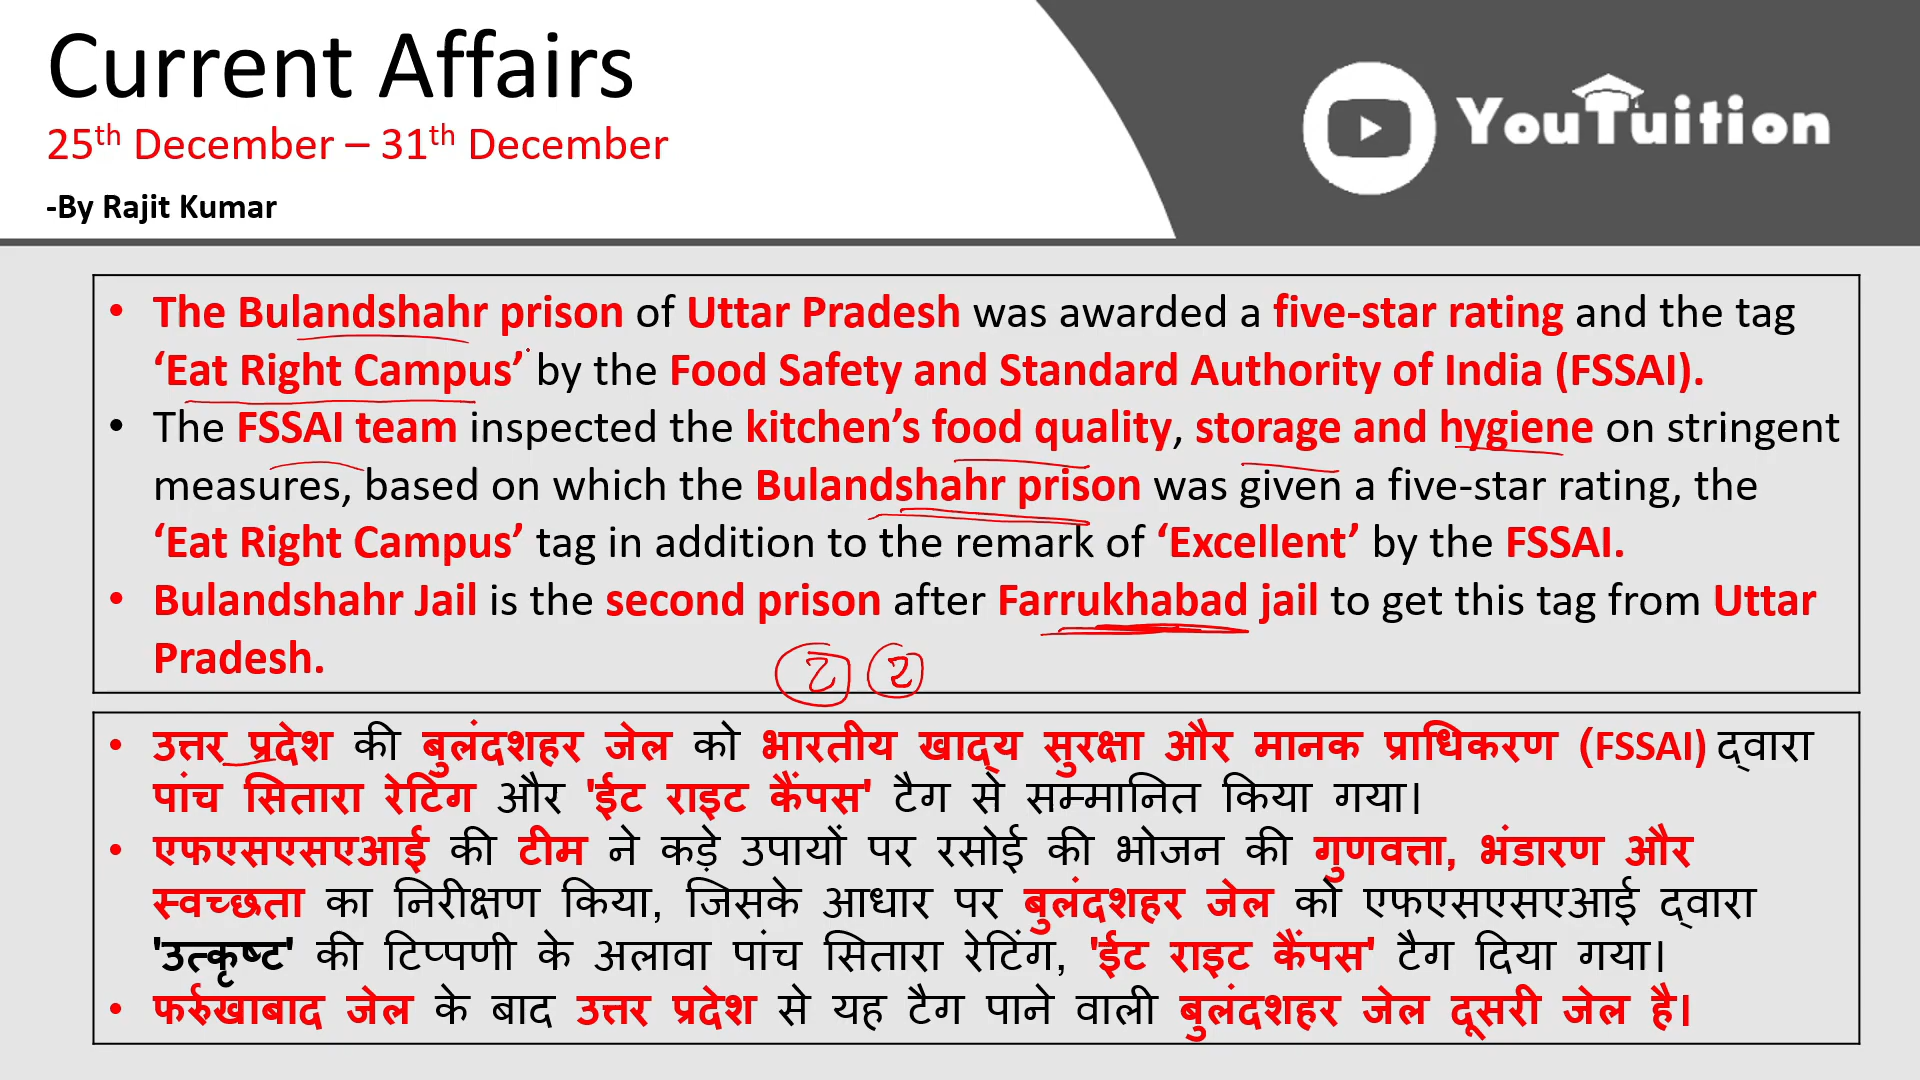 Current Affairs
25th December – 31th December
-By Rajit Kumar
YouTuition
• The Bulandshahr prison of Uttar Pradesh was awarded a five-star rating and the tag
‘Eat Right Campus’ by the Food Safety and Standard Authority of India (FSSAI).
• The FSSAI team inspected the kitchen’s food quality, storage and hygiene on stringent
measures, based on which the Bulandshahr prison was given a five-star rating, the
‘Eat Right Campus’ tag in addition to the remark of ‘Excellent’ by the FSSAI.
• Bulandshahr Jail is the second prison after Farrukhabad jail to get this tag from Uttar
Pradesh.
2 2
• उत्तर प्रदेश की बुलंदशहर जेल को भारतीय खाद्य सुरक्षा और मानक प्राधिकरण (FSSAI) द्वारा
पांच सितारा रेटिंग और 'ईट राइट कैंपस' टैग से सम्मानित किया गया।
• एफएसएसएआई की टीम ने कड़े उपायों पर रसोई की भोजन की गुणवत्ता, भंडारण और
स्वच्छता का निरीक्षण किया, जिसके आधार पर बुलंदशहर जेल को एफएसएसएआई द्वारा
'उत्कृष्ट' की टिप्पणी के अलावा पांच सितारा रेटिंग, 'ईट राइट कैंपस' टैग दिया गया।
• फर्रुखाबाद जेल के बाद उत्तर प्रदेश से यह टैग पाने वाली बुलंदशहर जेल दूसरी जेल है।